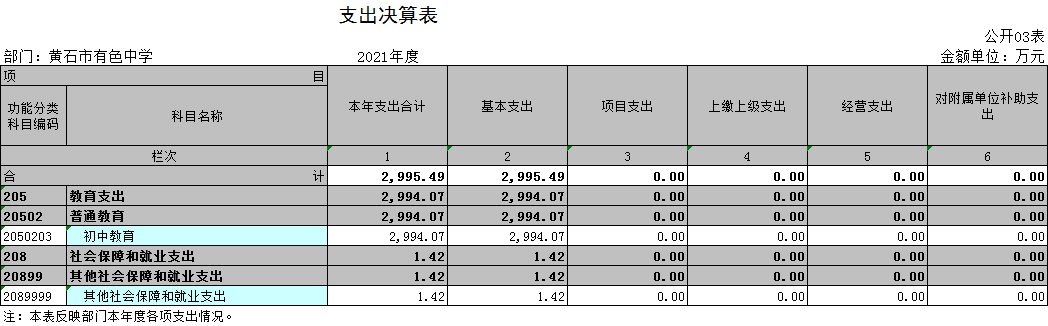 支出决算表
公开03表
部门：黄石市有色中学 2021年度 金额单位：万元
项 目 本年支出合计 基本支出 项目支出 上缴上级支出 经营支出 对附属单位补助支出
功能分类科目编码 科目名称
栏次 1 2 3 4 5 6
合 计 2,995.49 2,995.49 0.00 0.00 0.00 0.00
205 教育支出 2,994.07 2,994.07 0.00 0.00 0.00 0.00
20502 普通教育 2,994.07 2,994.07 0.00 0.00 0.00 0.00
2050203 初中教育 2,994.07 2,994.07 0.00 0.00 0.00 0.00
208 社会保障和就业支出 1.42 1.42 0.00 0.00 0.00 0.00
20899 其他社会保障和就业支出 1.42 1.42 0.00 0.00 0.00 0.00
2089999 其他社会保障和就业支出 1.42 1.42 0.00 0.00 0.00 0.00
注：本表反映部门本年度各项支出情况。